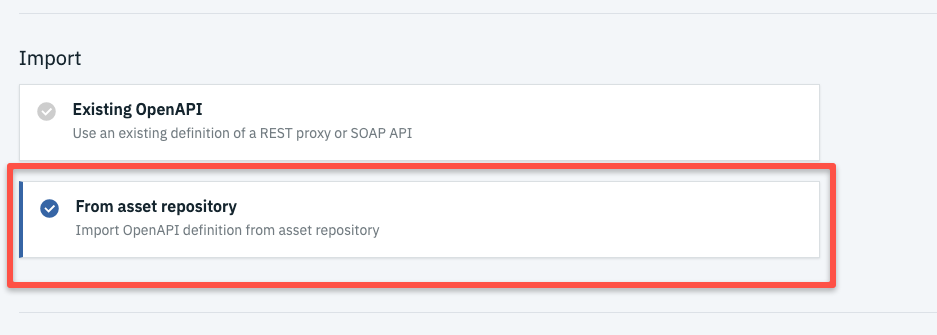 Import
Existing OpenAPI
Use an existing definition of a REST proxy or SOAP API
From asset repository
Import OpenAPI definition from asset repository